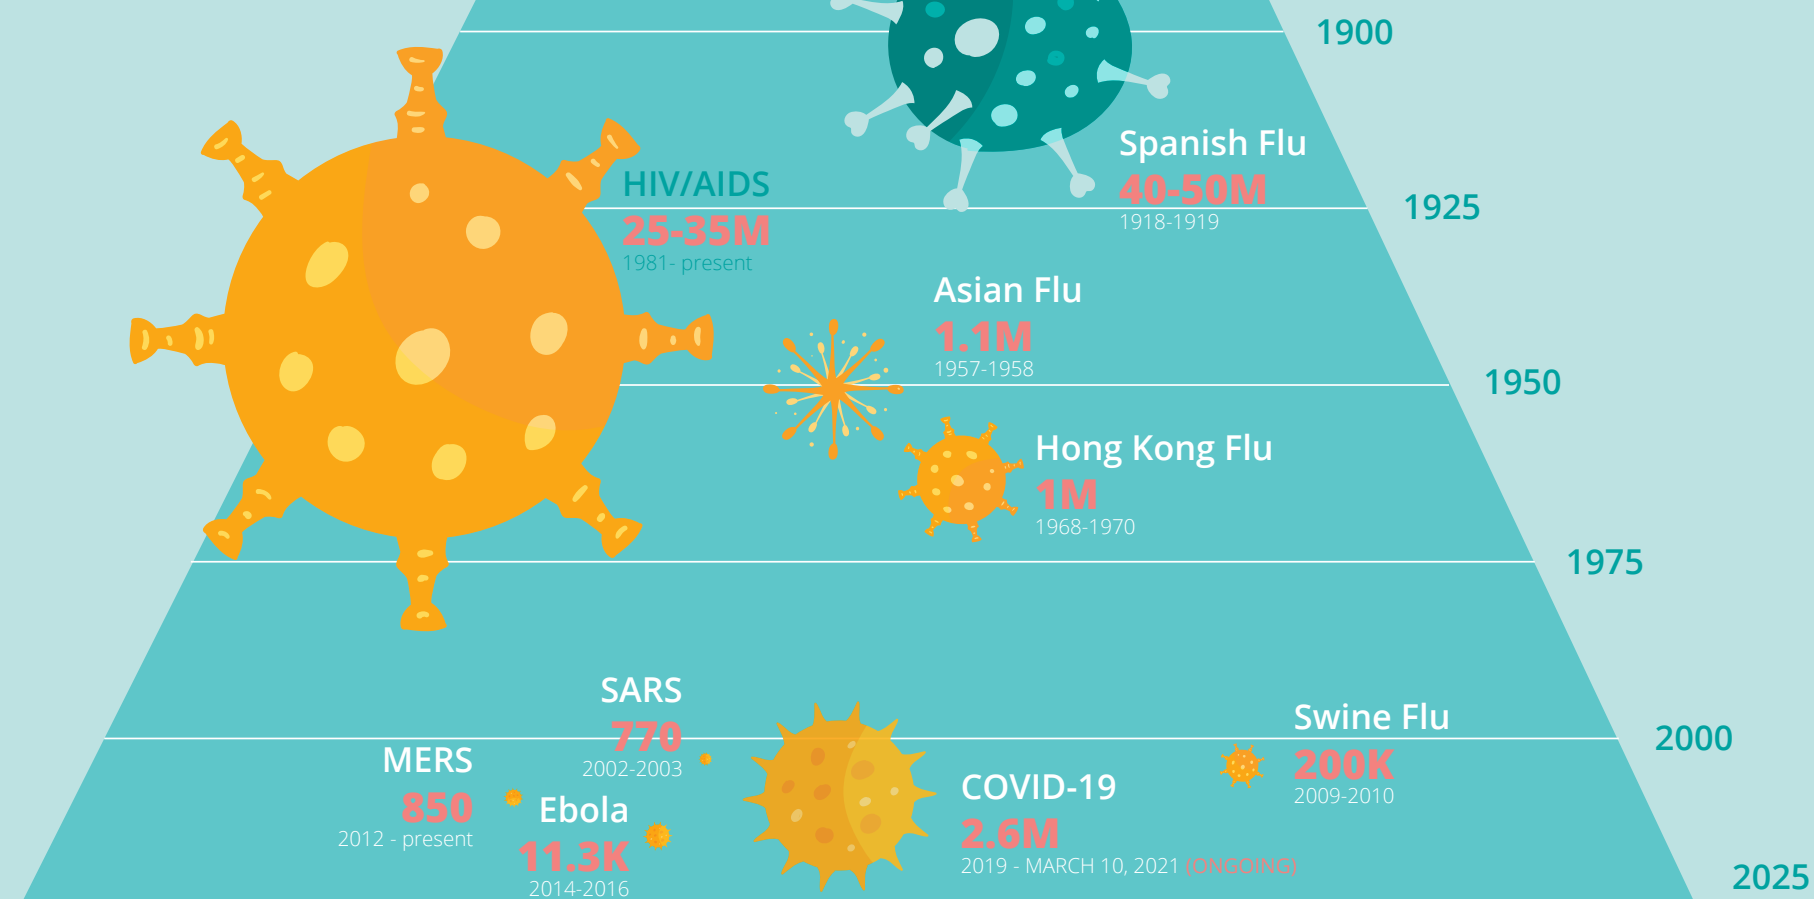 1900
Spanish Flu
40-50M
1918-1919
HIV/AIDS
25-35M
1981- present
1925
Asian Flu
1.1M
1957-1958
1950
Hong Kong Flu
1M
1968-1970
1975
SARS
770
2002-2003
Swine Flu
200K
2009-2010
2000
MERS
850
2012 - present
Ebola
11.3K
2014-2016
COVID-19
2.6M
2019 - MARCH 10, 2021 (ONGOING)
2025